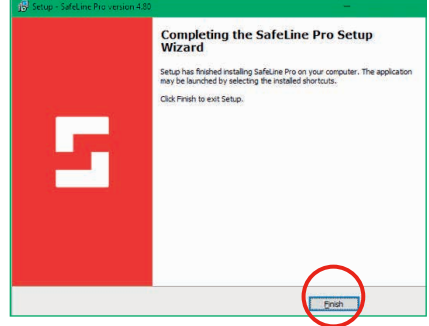 Setup - SafeLine Pro version 4.80
Completing the SafeLine Pro Setup
Wizard
Setup has finished installing SafeLine Pro on your computer. The application
may be launched by selecting the installed shortcuts.
Click Finish to exit Setup.
Finish